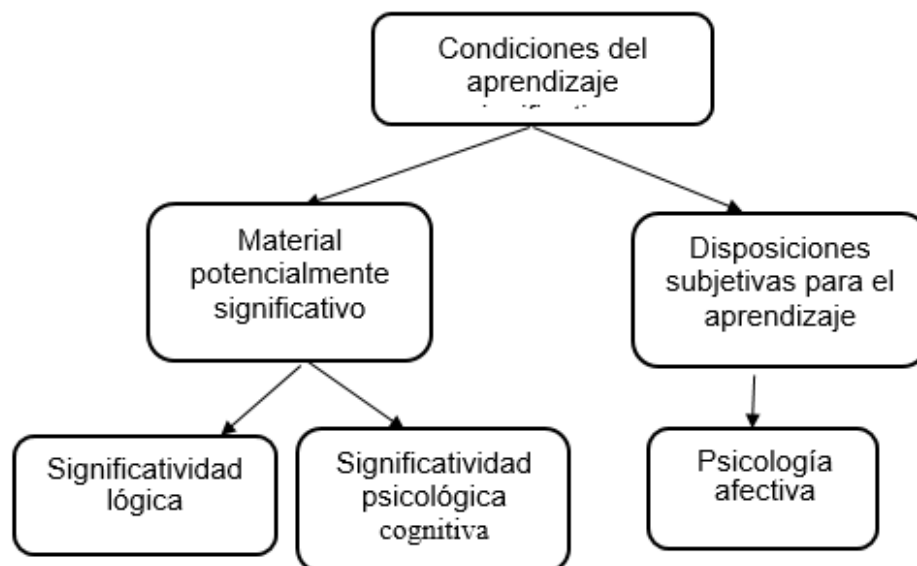 Condiciones del
aprendizaje
Material
potencialmente
significativo
Disposiciones
subjetivas para el
aprendizaje
Significatividad
lógica
Significatividad
psicológica
cognitiva
Psicología
afectiva